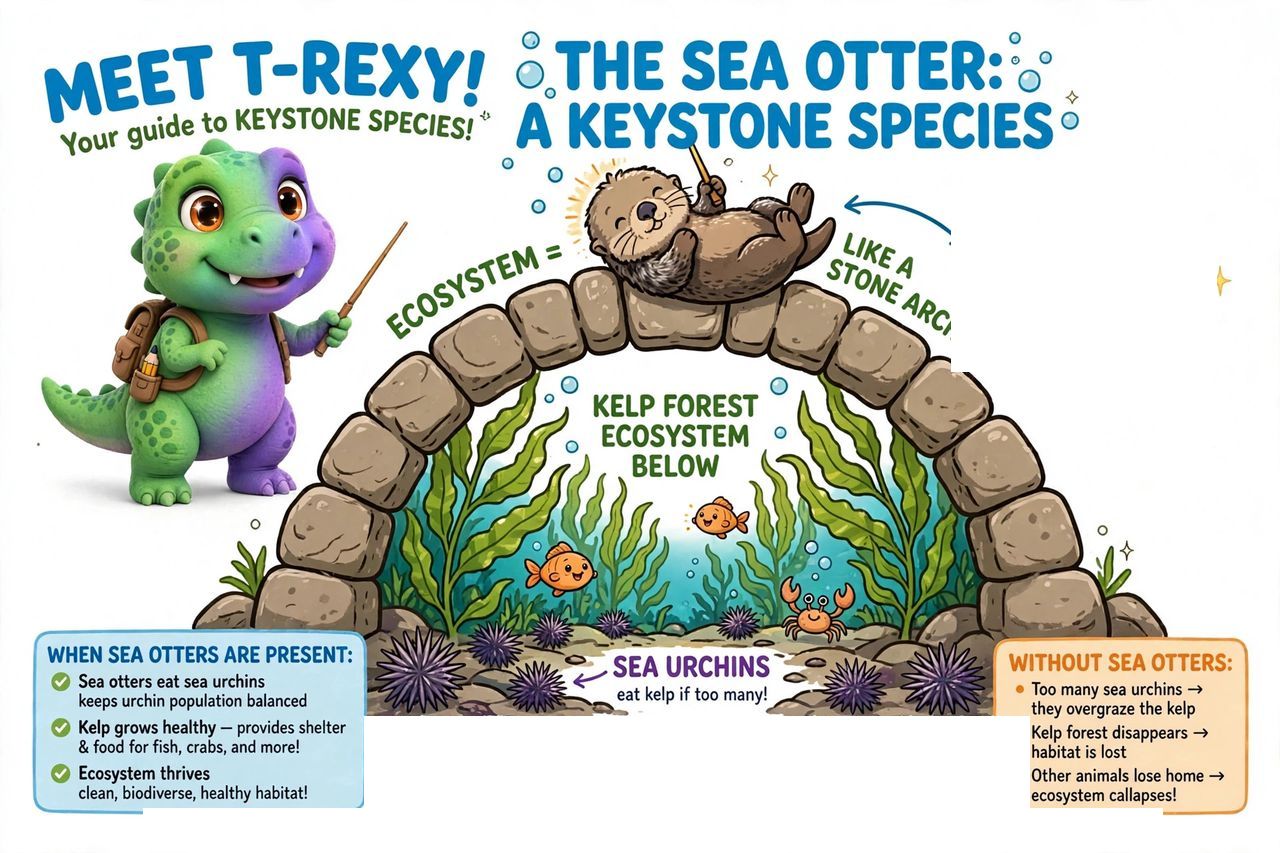 MEET T-REXY!
Your guide to KEYSTONE SPECIES!
THE SEA OTTER:
A KEYSTONE SPECIES
ECOSYSTEM =
LIKE A
STONE ARC
KELP FOREST
ECOSYSTEM
BELOW
SEA URCHINS
eat kelp if too many!
WHEN SEA OTTERS ARE PRESENT:
Sea otters eat sea urchins
keeps urchin population balanced
Kelp grows healthy — provides shelter
& food for fish, crabs, and more!
Ecosystem thrives
clean, biodiverse, healthy habitat!
WITHOUT SEA OTTERS:
Too many sea urchins →
they overgraze the kelp
Kelp forest disappears →
habitat is lost
Other animals lose home →
ecosystem callapses!